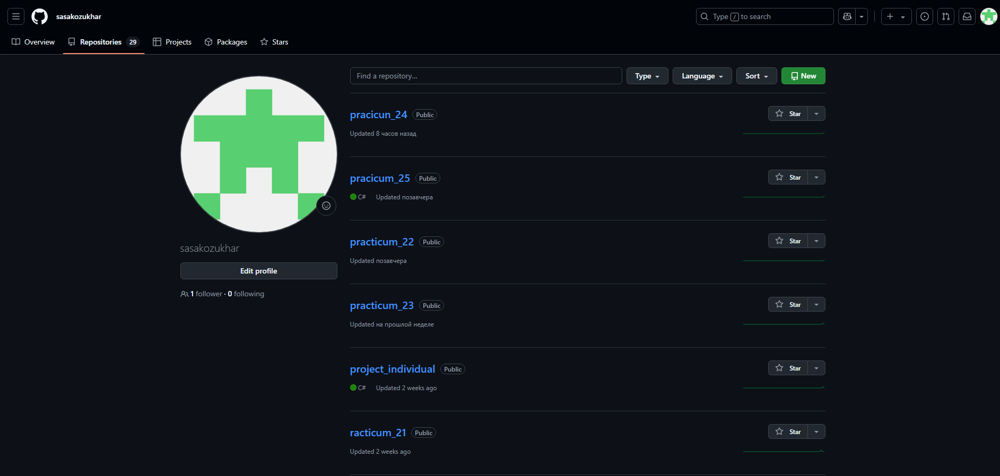 sasakozukhar
Type / to search
Overview Repositories 29 Projects Packages Stars
Find a repository... Type Language Sort New
pracicun_24 Public Star
Updated 8 часов назад
pracicum_25 Public Star
C# Updated позавчера
practicum_22 Public Star
sasakozukhar
Updated позавчера
Edit profile
1 follower · 0 following
practicum_23 Public Star
Updated на прошлой неделе
project_individual Public Star
C# Updated 2 weeks ago
racticum_21 Public Star
Updated 2 weeks ago